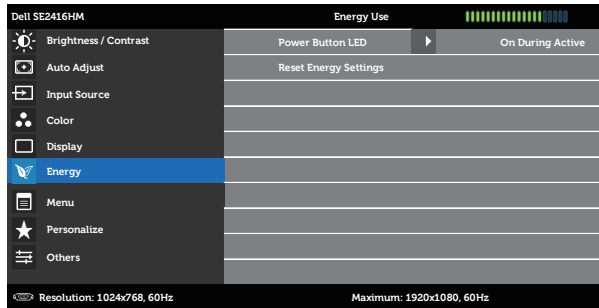 Dell SE2416HM Energy Use
Brightness / Contrast Power Button LED On During Active
Auto Adjust Reset Energy Settings
Input Source
Color
Display
Energy
Menu
Personalize
Others
Resolution: 1024x768, 60Hz Maximum: 1920x1080, 60Hz